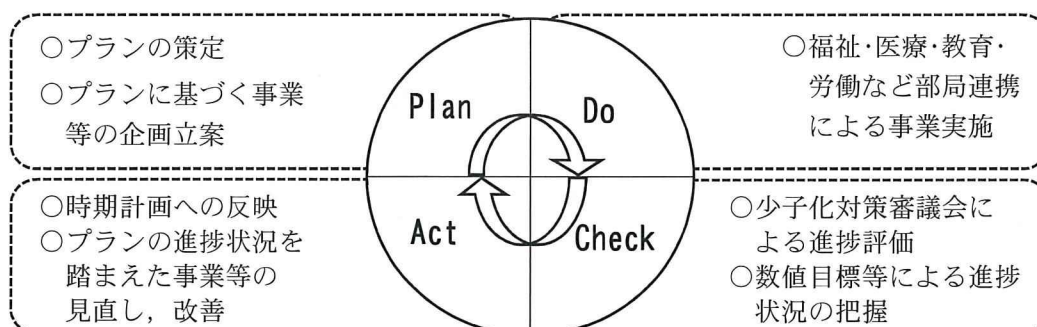 ○プランの策定
○プランに基づく事業
等の企画立案
Plan
Do
○福祉・医療・教育・
労働など部局連携
による事業実施
○時期計画への反映
○プランの進捗状況を
踏まえた事業等の
見直し，改善
Act
Check
○少子化対策審議会に
よる進捗評価
○数値目標等による進捗
状況の把握